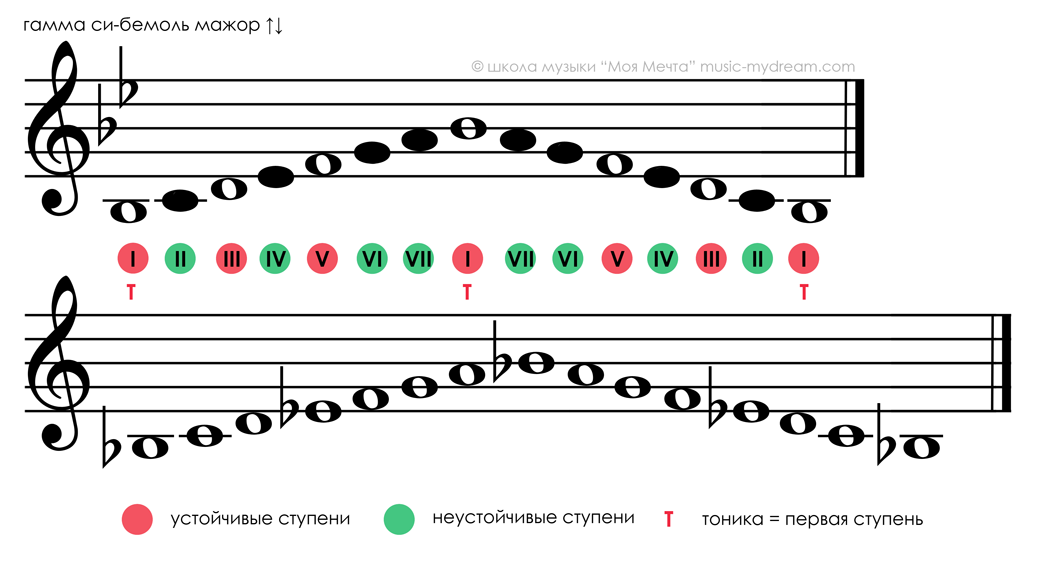 гамма си-бемоль мажор ↑↓
© школа музыки “Моя Мечта” music-mydream.com
I II III IV V VI VII I VII VI V IV III II I
T T T
устойчивые ступени неустойчивые ступени T тоника = первая ступень